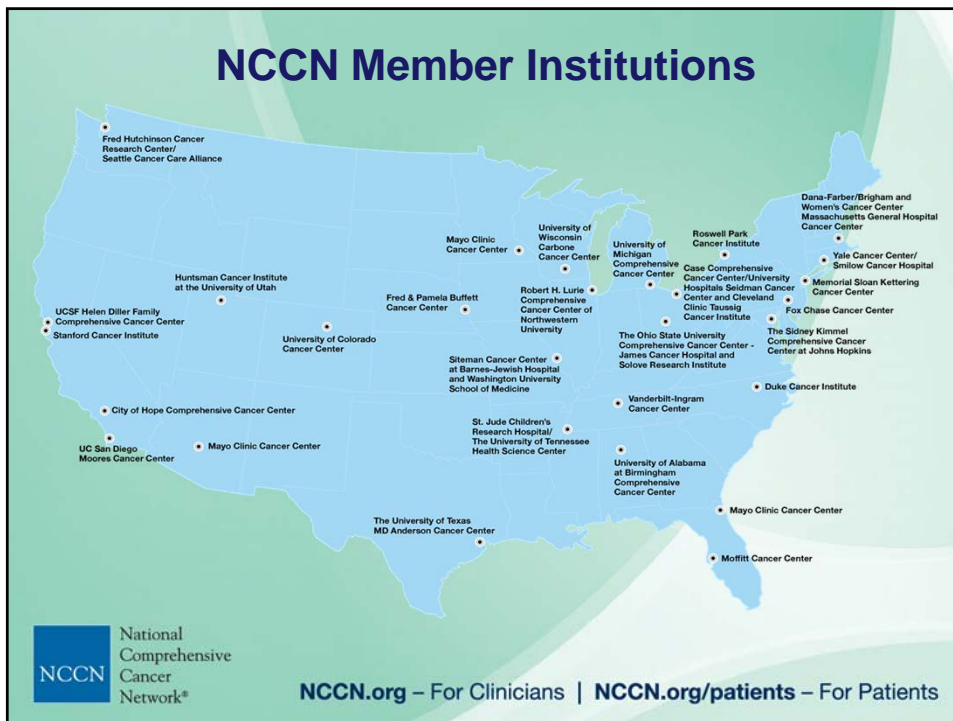 NCCN Member Institutions
Fred Hutchinson Cancer
Research Center/
Seattle Cancer Care Alliance
Dana-Farber/Brigham and
Women's Cancer Center
Massachusetts General Hospital
Cancer Center
Mayo Clinic
Cancer Center
University of
Wisconsin
Carbone
Cancer Center
University of
Michigan
Comprehensive
Cancer Center
Roswell Park
Cancer Institute
Yale Cancer Center/
Smilow Cancer Hospital
Case Comprehensive
Cancer Center/University
Hospitals Seidman Cancer
Center and Cleveland
Clinic Taussig
Cancer Institute
Memorial Sloan Kettering
Cancer Center
Huntsman Cancer Institute
at the University of Utah
Fred & Pamela Buffett
Cancer Center
Robert H. Lurie
Comprehensive
Cancer Center of
Northwestern
University
Fox Chase Cancer Center
UCSF Helen Diller Family
Comprehensive Cancer Center
Stanford Cancer Institute
University of Colorado
Cancer Center
The Ohio State University
Comprehensive Cancer Center -
James Cancer Hospital and
Solove Research Institute
The Sidney Kimmel
Comprehensive Cancer
Center at Johns Hopkins
Siteman Cancer Center
at Barnes-Jewish Hospital
and Washington University
School of Medicine
Duke Cancer Institute
City of Hope Comprehensive Cancer Center
Vanderbilt-Ingram
Cancer Center
UC San Diego
Moores Cancer Center
Mayo Clinic Cancer Center
St. Jude Children's
Research Hospital/
The University of Tennessee
Health Science Center
University of Alabama
at Birmingham
Comprehensive
Cancer Center
Mayo Clinic Cancer Center
The University of Texas
MD Anderson Cancer Center
Moffitt Cancer Center
NCCN
National
Comprehensive
Cancer
Network®
NCCN.org – For Clinicians | NCCN.org/patients – For Patients